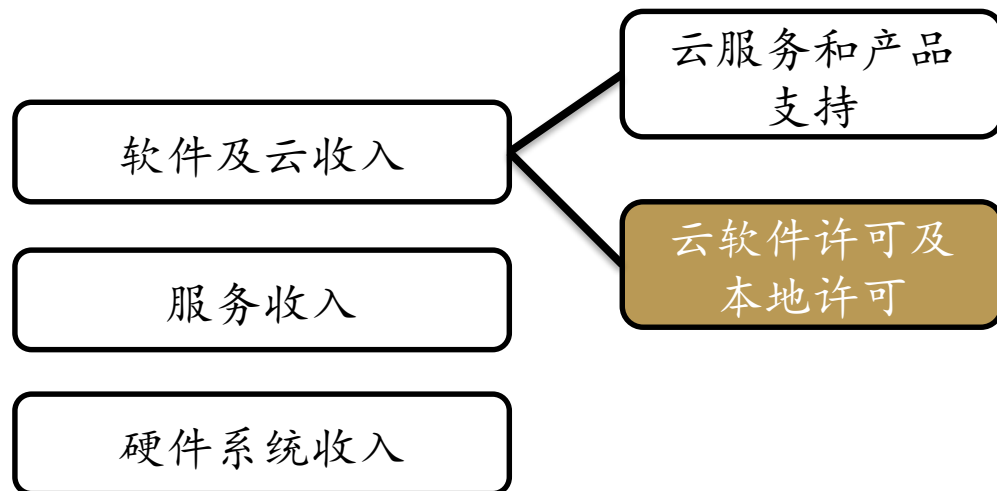 云服务和产品
支持
软件及云收入
云软件许可及
本地许可
服务收入
硬件系统收入